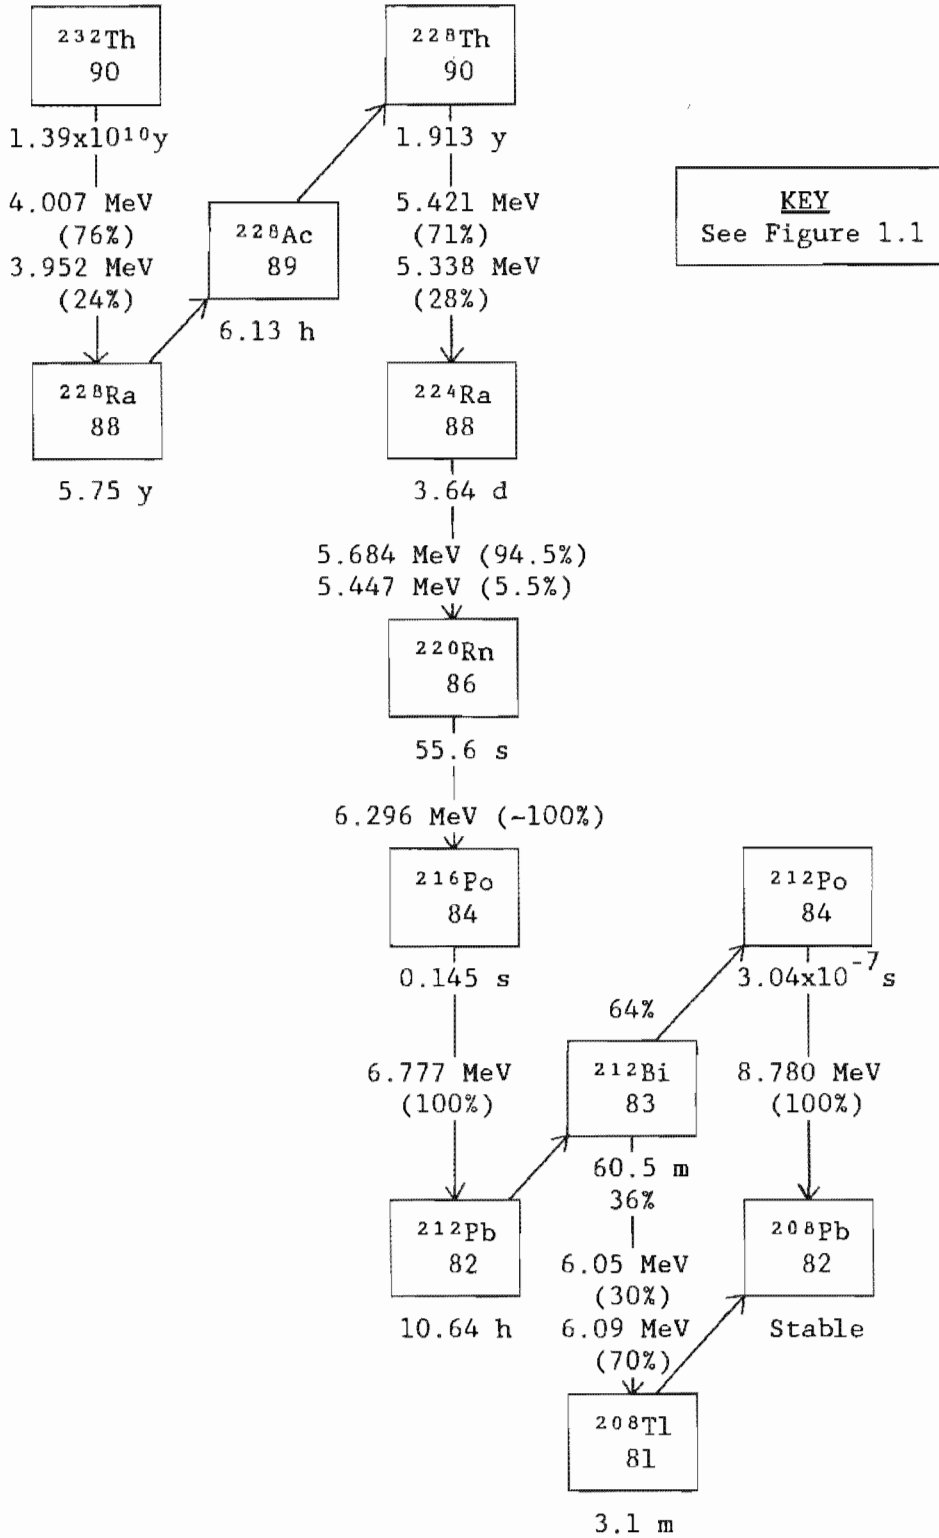 ²³²Th
90
1.39x10¹⁰y
4.007 MeV
(76%)
3.952 MeV
(24%)
²²⁸Ra
88
5.75 y
²²⁸Ac
89
6.13 h
²²⁸Th
90
1.913 y
5.421 MeV
(71%)
5.338 MeV
(28%)
KEY
See Figure 1.1
²²⁴Ra
88
3.64 d
5.684 MeV (94.5%)
5.447 MeV (5.5%)
²²⁰Rn
86
55.6 s
6.296 MeV (~100%)
²¹⁶Po
84
0.145 s
6.777 MeV
(100%)
²¹²Pb
82
10.64 h
64%
²¹²Bi
83
60.5 m
36%
6.05 MeV
(30%)
6.09 MeV
(70%)
²⁰⁸Tl
81
3.1 m
²¹²Po
84
3.04x10⁻⁷s
8.780 MeV
(100%)
²⁰⁸Pb
82
Stable